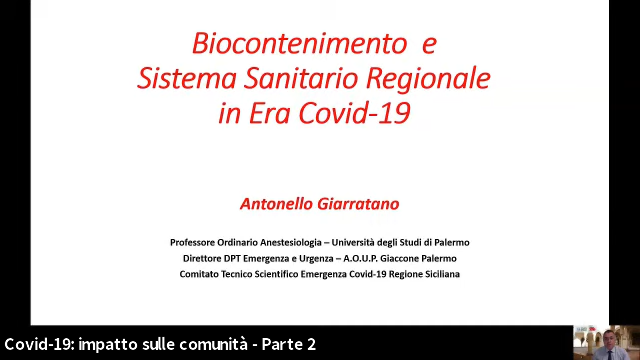 Biocontenimento e
Sistema Sanitario Regionale
in Era Covid-19
Antonello Giarratano
Professore Ordinario Anestesiologia – Università degli Studi di Palermo
Direttore DPT Emergenza e Urgenza – A.O.U.P. Giaccone Palermo
Comitato Tecnico Scientifico Emergenza Covid-19 Regione Siciliana
Covid-19: impatto sulle comunità - Parte 2